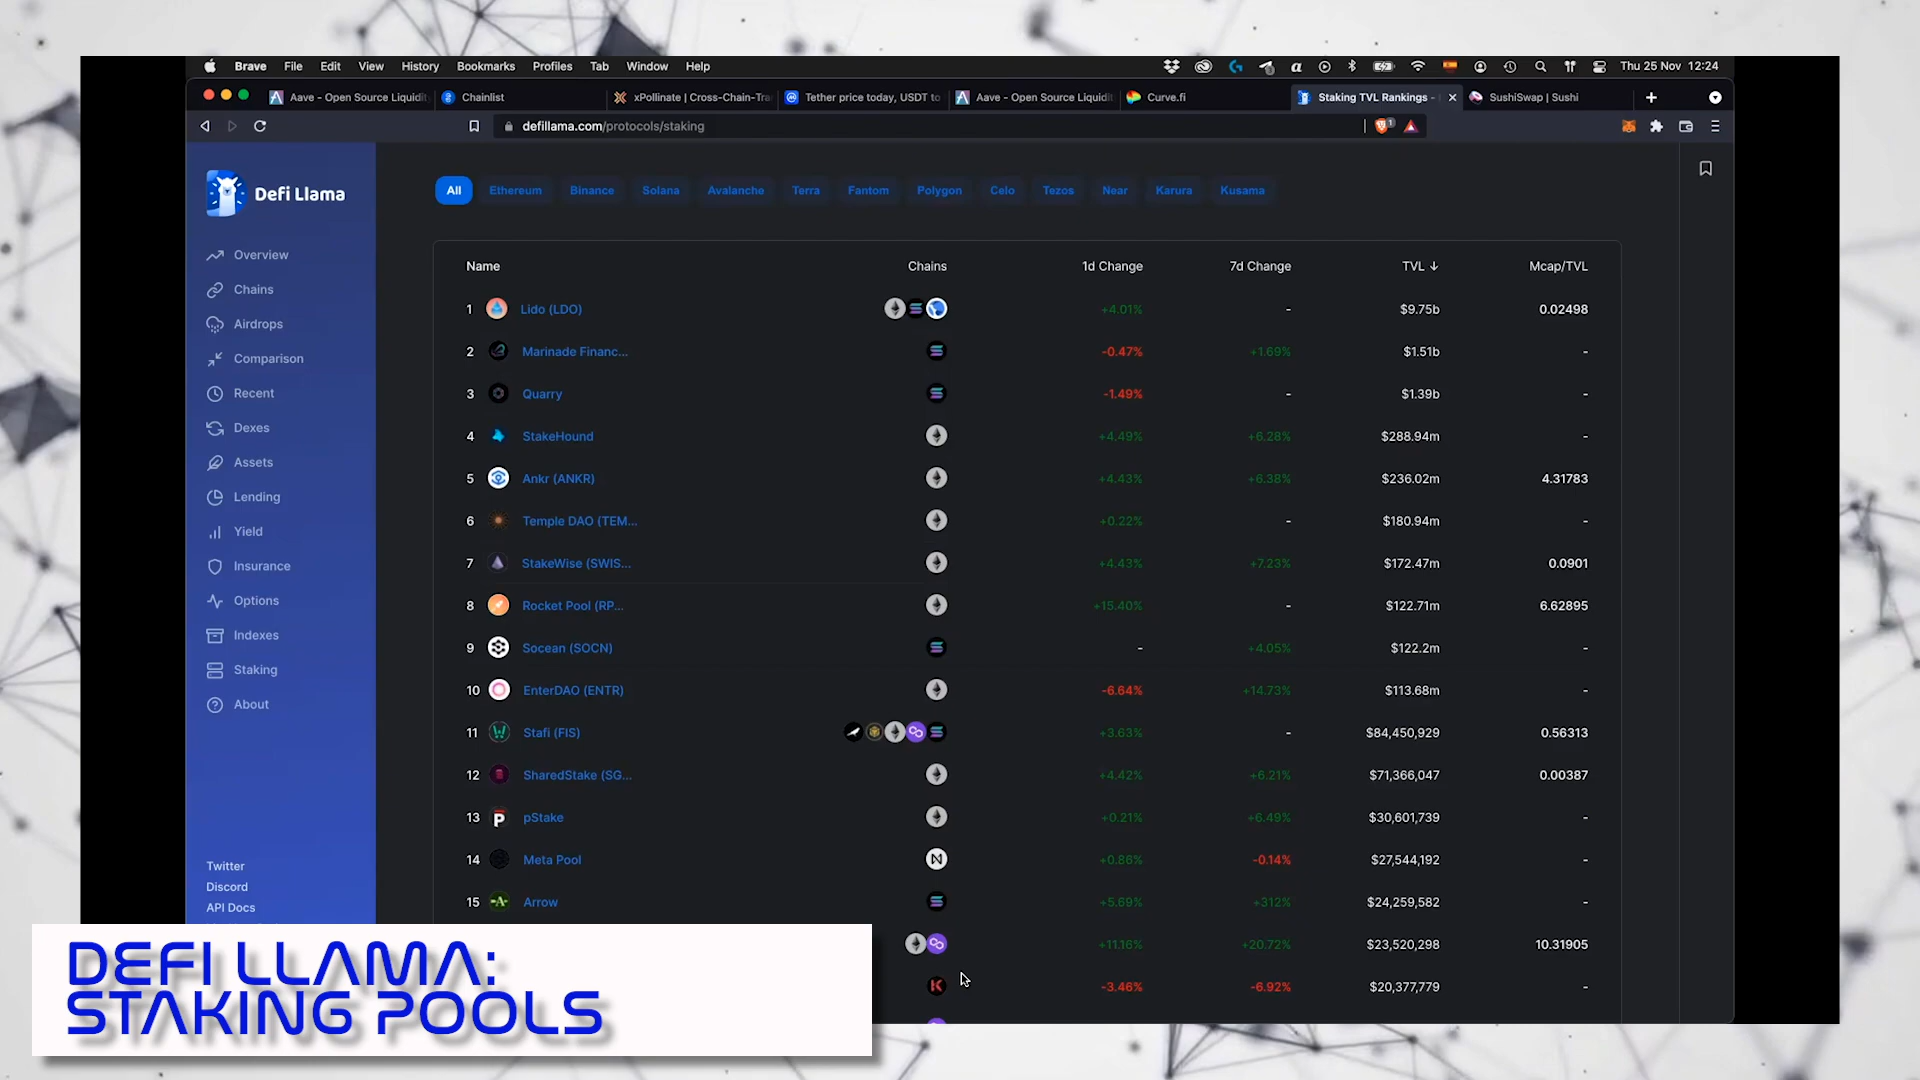 Brave File Edit View History Bookmarks Profiles Tab Window Help Thu 25 Nov 12:24
Aave - Open Source Liquidit Chainlist xPollinate | Cross-Chain-Tra Tether price today, USDT to Aave - Open Source Liquidit Curve.fi Staking TVL Rankings - SushiSwap | Sushi
defillama.com/protocols/staking 1
Defi Llama
Overview
Chains
Airdrops
Comparison
Recent
Dexes
Assets
Lending
Yield
Insurance
Options
Indexes
Staking
About
Twitter
Discord
API Docs
All Ethereum Binance Solana Avalanche Terra Fantom Polygon Celo Tezos Near Karura Kusama
Name Chains 1d Change 7d Change TVL ↓ Mcap/TVL
1 Lido (LDO) +4.01% - $9.75b 0.02498
2 Marinade Financ... -0.47% +1.69% $1.51b -
3 Quarry -1.49% - $1.39b -
4 StakeHound +4.49% +6.28% $288.94m -
5 Ankr (ANKR) +4.43% +6.38% $236.02m 4.31783
6 Temple DAO (TEM... +0.22% - $180.94m -
7 StakeWise (SWIS... +4.43% +7.23% $172.47m 0.0901
8 Rocket Pool (RP... +15.40% - $122.71m 6.62895
9 Socean (SOCN) - +4.05% $122.2m -
10 EnterDAO (ENTR) -6.64% +14.73% $113.68m -
11 Stafi (FIS) +3.63% - $84,450,929 0.56313
12 SharedStake (SG... +4.42% +6.21% $71,366,047 0.00387
13 pStake +0.21% +6.49% $30,601,739 -
14 Meta Pool +0.86% -0.14% $27,544,192 -
15 Arrow +5.69% +312% $24,259,582 -
+11.16% +20.72% $23,520,298 10.31905
-3.46% -6.92% $20,377,779 -
DEFI LLAMA:
STAKING POOLS